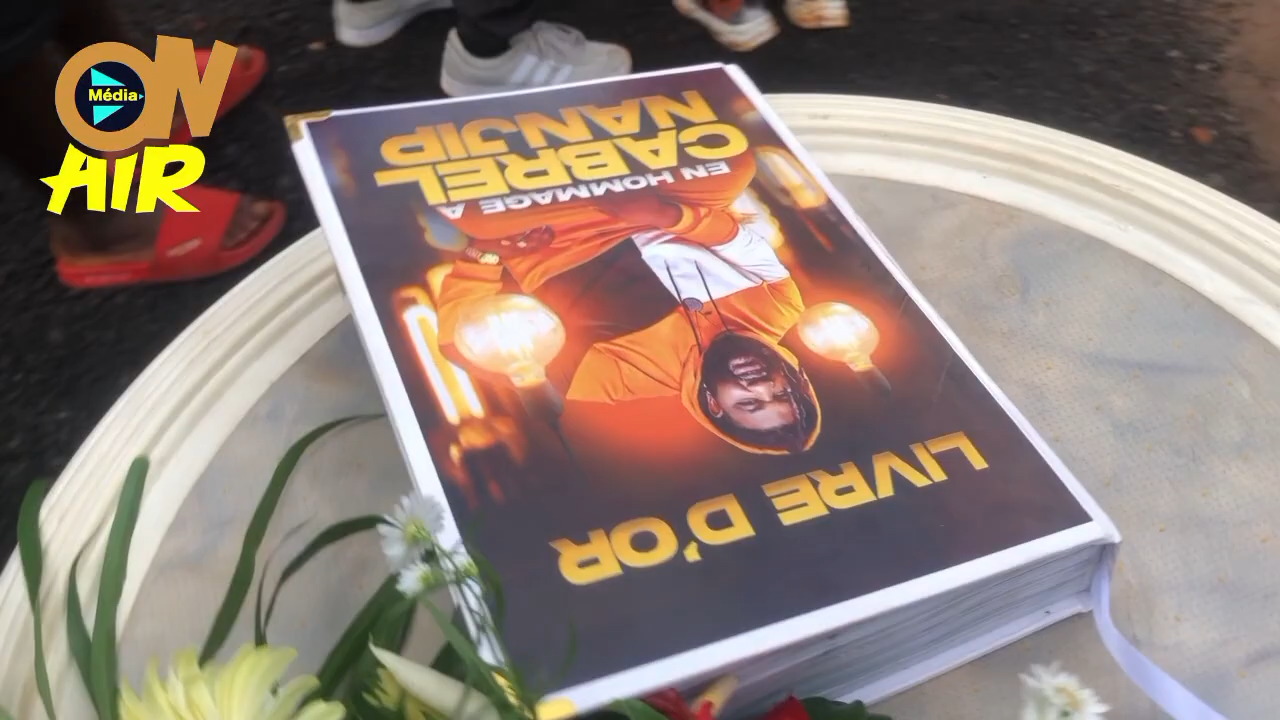 ON
Média
AIR
LIVRE D'OR
EN HOMMAGE A
CABREL
NANJIP